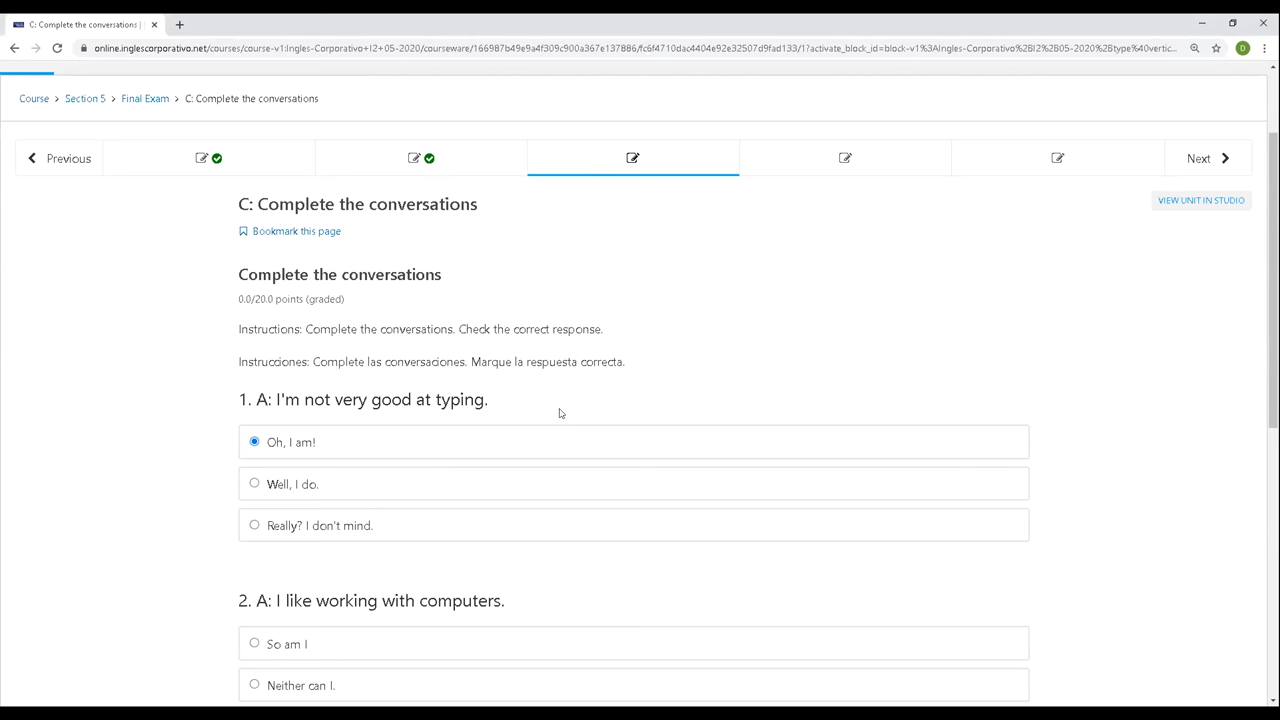 C: Complete the conversations |
online.inglescorporativo.net/courses/course-v1:Ingles-Corporativo+I2+05-2020/courseware/166987b49e9a4f309c900a367e137886/fc6f4710dac4404e92e32507d9fad133/1?activate_block_id=block-v1%3AIngles-Corporativo%2BI2%2B05-2020%2Btype%40vertic...
D
Course > Section 5 > Final Exam > C: Complete the conversations
Previous
Next
C: Complete the conversations
VIEW UNIT IN STUDIO
Bookmark this page
Complete the conversations
0.0/20.0 points (graded)
Instructions: Complete the conversations. Check the correct response.
Instrucciones: Complete las conversaciones. Marque la respuesta correcta.
1. A: I'm not very good at typing.
Oh, I am!
Well, I do.
Really? I don't mind.
2. A: I like working with computers.
So am I
Neither can I.